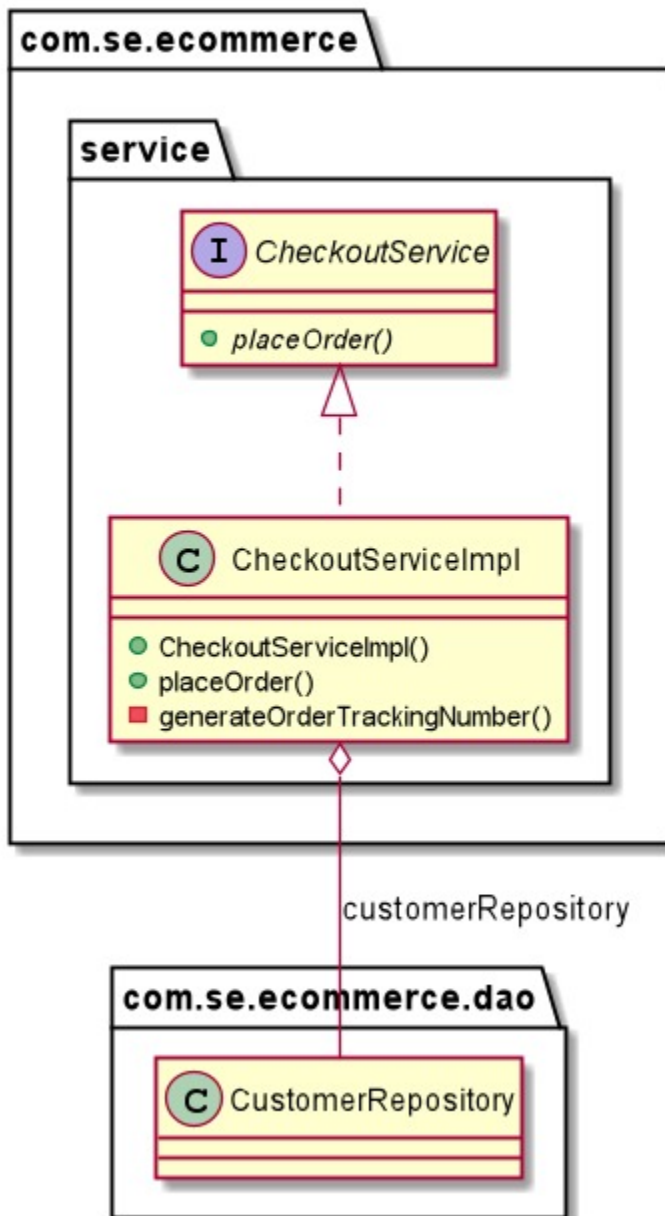 com.se.ecommerce
service
I CheckoutService
placeOrder()
C CheckoutServiceImpl
CheckoutServiceImpl()
placeOrder()
generateOrderTrackingNumber()
customerRepository
com.se.ecommerce.dao
C CustomerRepository